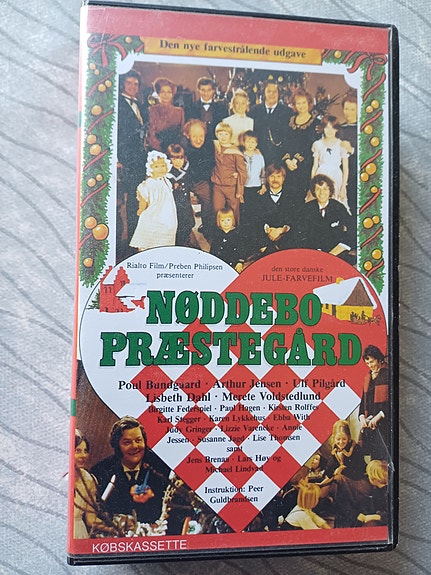 Den nye farvestrålende udgave
Rialto Film/Preben Philipsen
præsenterer
den store danske
JULE-FARVEFILM
NØDDEBO
PRÆSTEGÅRD
Poul Bundgaard · Arthur Jensen · Ulf Pilgård
Lisbeth Dahl · Merete Voldstedlund
Birgitte Federspiel · Paul Hagen · Kirsten Rolffes
Karl Stegger · Karen Lykkehus · Ebba With
Judy Gringer · Lizzie Varencke · Annie
Jessen · Susanne Jagd · Lise Thomsen
samt
Jens Brenaa · Lars Høy og
Michael Lindvad
Instruktion: Peer
Guldbrandsen
KØBSKASSETTE